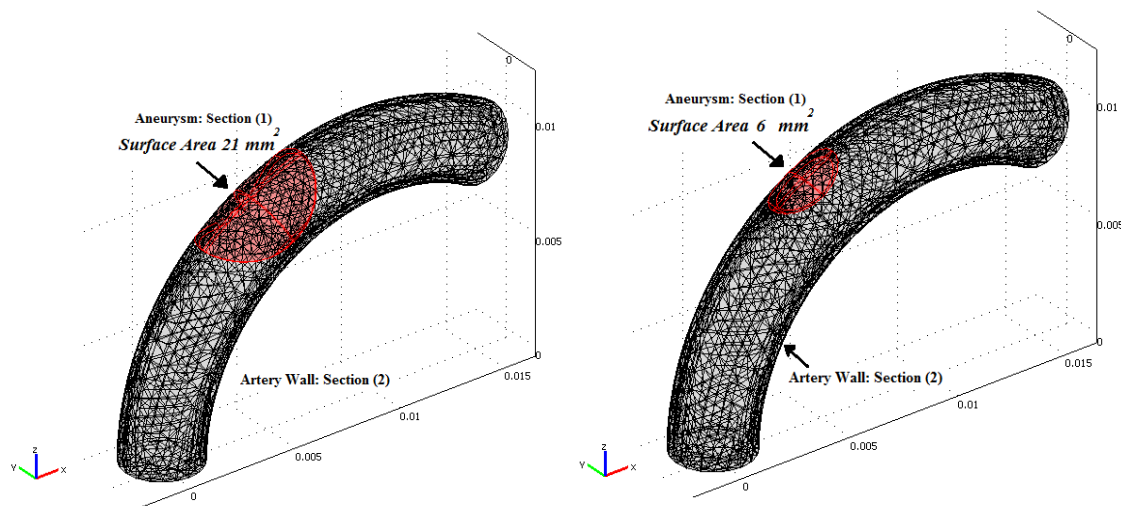 Aneurysm: Section (1)
Surface Area 21 mm²
Artery Wall: Section (2)
0
0.01
0.005
0
0.015
0.01
0.005
0
z
y
x
Aneurysm: Section (1)
Surface Area 6 mm²
Artery Wall: Section (2)
0
0.01
0.005
0
0.015
0.01
0.005
0
z
y
x